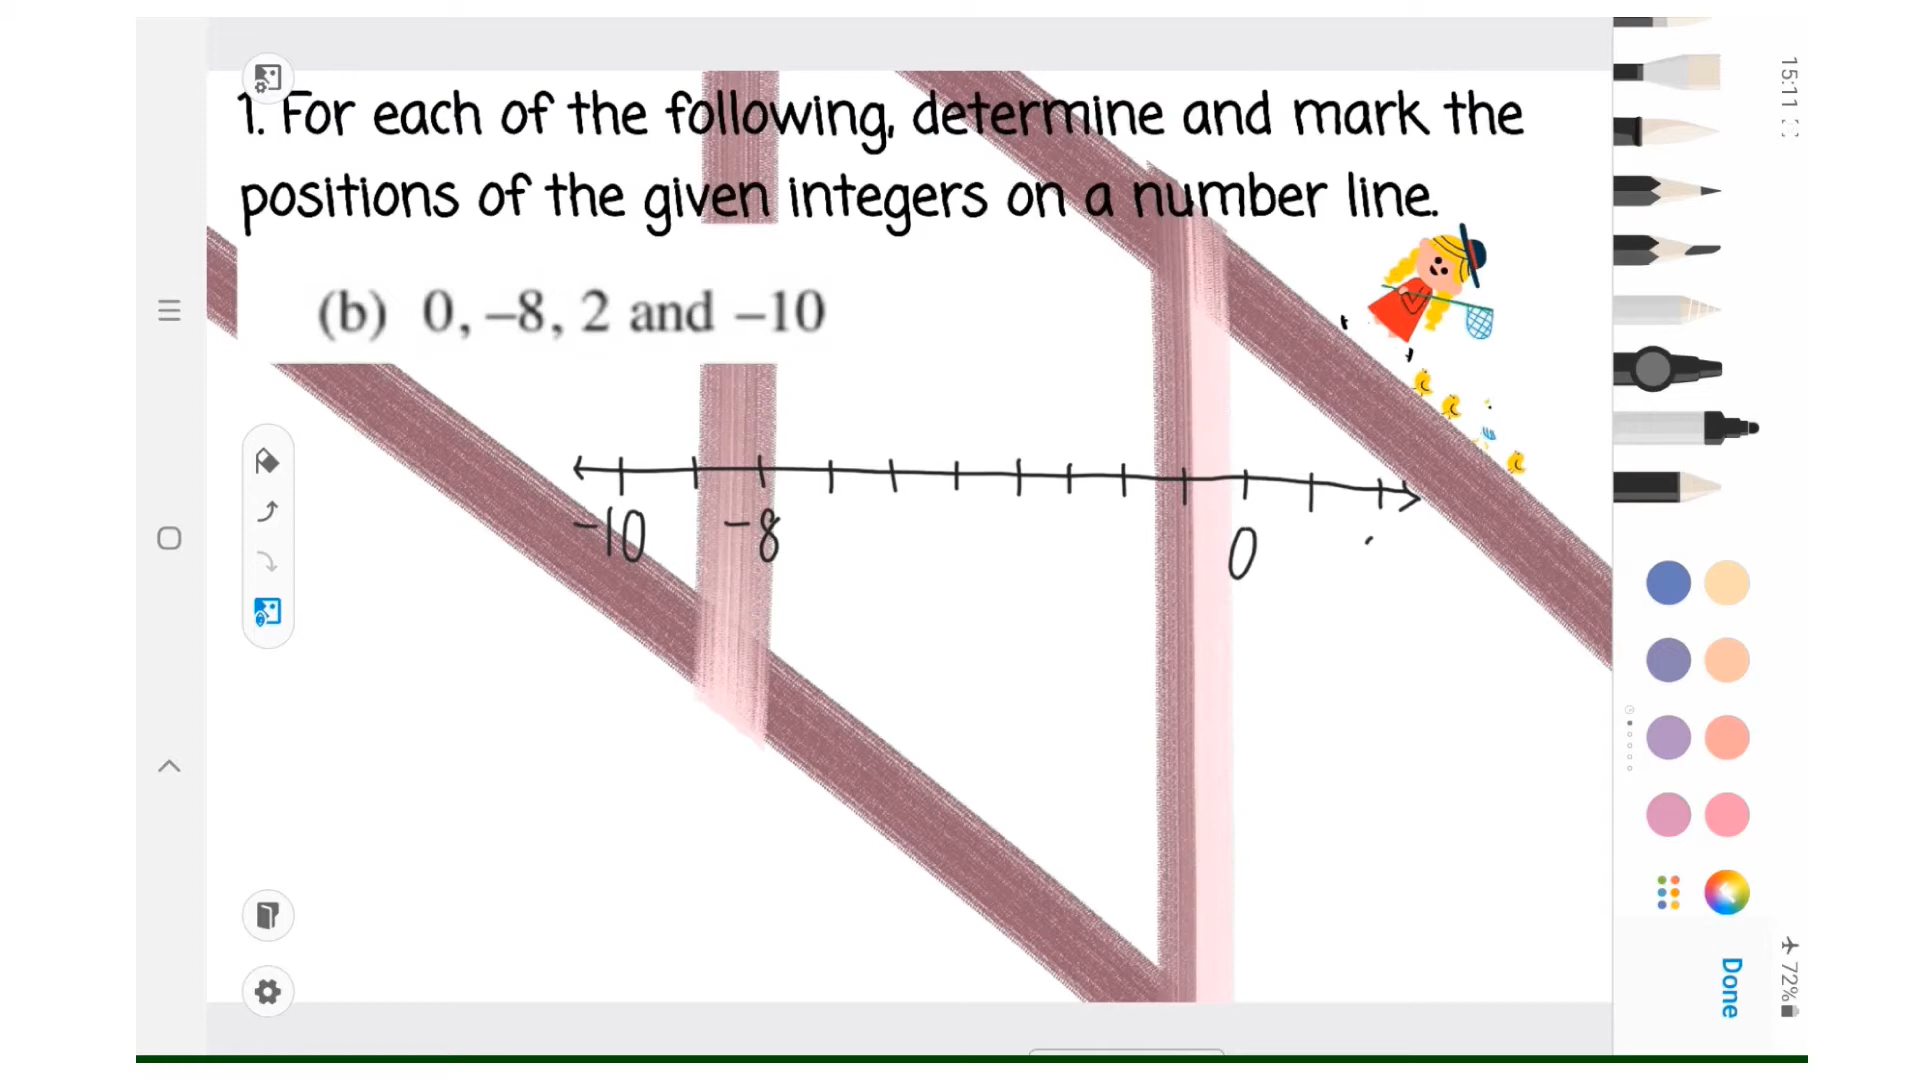 1. For each of the following, determine and mark the
positions of the given integers on a number line.
(b) 0, –8, 2 and –10
-10 -8 0
15:11
72%
Done